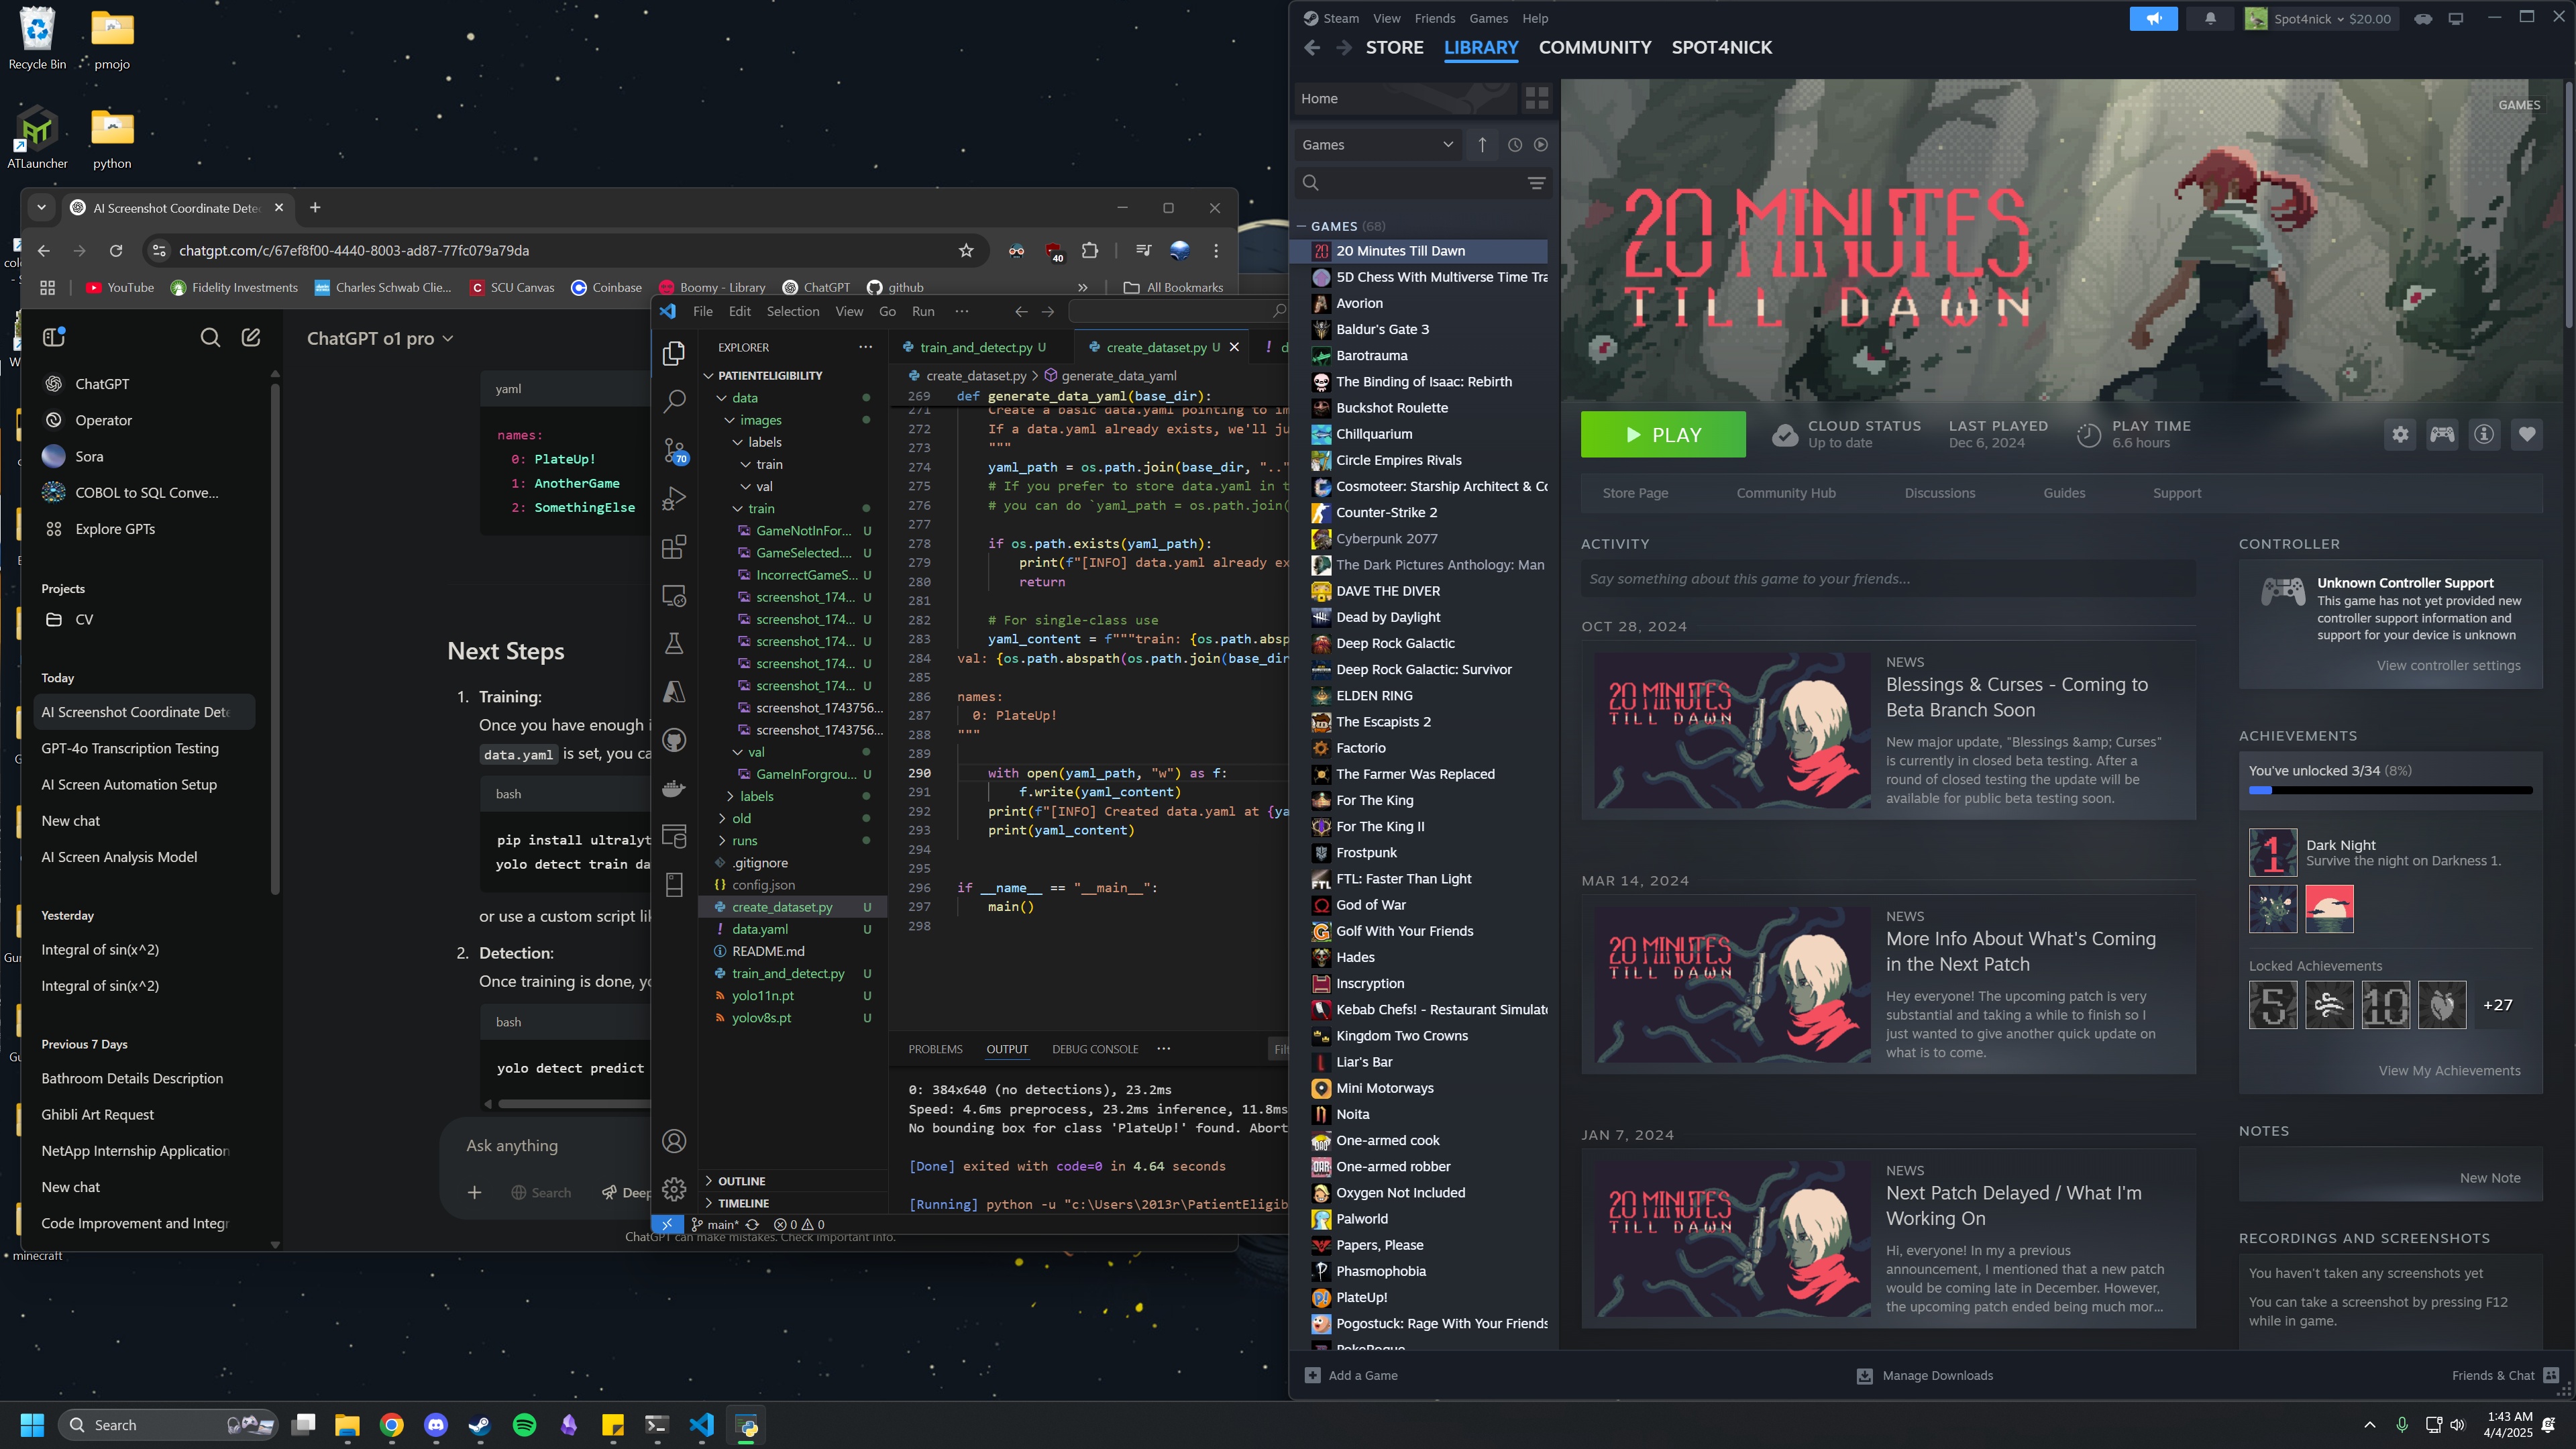 Recycle Bin
pmojo
ATLauncher
python
minecraft
AI Screenshot Coordinate Dete
chatgpt.com/c/67ef8f00-4440-8003-ad87-77fc079a79da
40
YouTube
Fidelity Investments
Charles Schwab Clie...
SCU Canvas
Coinbase
Boomy - Library
ChatGPT
github
All Bookmarks
ChatGPT
Operator
Sora
COBOL to SQL Conve...
Explore GPTs
Projects
CV
Today
AI Screenshot Coordinate Dete
GPT-4o Transcription Testing
AI Screen Automation Setup
New chat
AI Screen Analysis Model
Yesterday
Integral of sin(x^2)
Integral of sin(x^2)
Previous 7 Days
Bathroom Details Description
Ghibli Art Request
NetApp Internship Application
New chat
Code Improvement and Integr
ChatGPT o1 pro
yaml
names:
0: PlateUp!
1: AnotherGame
2: SomethingElse
Next Steps
1. Training:
Once you have enough i
data.yaml is set, you ca
bash
pip install ultralyt
yolo detect train da
or use a custom script lik
2. Detection:
Once training is done, yo
bash
yolo detect predict
Ask anything
Search
Deep
ChatGPT can make mistakes. Check important info.
File Edit Selection View Go Run
EXPLORER
PATIENTELIGIBILITY
data
images
labels
train
val
train
GameNotInFor... U
GameSelected.... U
IncorrectGameS... U
screenshot_174... U
screenshot_174... U
screenshot_174... U
screenshot_174... U
screenshot_174... U
screenshot_1743756...
screenshot_1743756...
val
GameInForgrou... U
labels
old
runs
.gitignore
config.json
create_dataset.py U
data.yaml U
README.md
train_and_detect.py U
yolo11n.pt U
yolov8s.pt U
OUTLINE
TIMELINE
70
main* 0 0
train_and_detect.py U
create_dataset.py U
create_dataset.py > generate_data_yaml
269 def generate_data_yaml(base_dir):
271 Create a basic data.yaml pointing to im
272 If a data.yaml already exists, we'll ju
273 """
274 yaml_path = os.path.join(base_dir, ".."
275 # If you prefer to store data.yaml in t
276 # you can do `yaml_path = os.path.join(
277
278 if os.path.exists(yaml_path):
279 print(f"[INFO] data.yaml already ex
280 return
281
282 # For single-class use
283 yaml_content = f"""train: {os.path.absp
284 val: {os.path.abspath(os.path.join(base_dir
285
286 names:
287 0: PlateUp!
288 """
289
290 with open(yaml_path, "w") as f:
291 f.write(yaml_content)
292 print(f"[INFO] Created data.yaml at {ya
293 print(yaml_content)
294
295
296 if __name__ == "__main__":
297 main()
298
PROBLEMS OUTPUT DEBUG CONSOLE
0: 384x640 (no detections), 23.2ms
Speed: 4.6ms preprocess, 23.2ms inference, 11.8ms
No bounding box for class 'PlateUp!' found. Abort
[Done] exited with code=0 in 4.64 seconds
[Running] python -u "c:\Users\2013r\PatientEligib
Steam View Friends Games Help
Spot4nick $20.00
STORE LIBRARY COMMUNITY SPOT4NICK
Home
Games
GAMES (68)
20 Minutes Till Dawn
5D Chess With Multiverse Time Tra
Avorion
Baldur's Gate 3
Barotrauma
The Binding of Isaac: Rebirth
Buckshot Roulette
Chillquarium
Circle Empires Rivals
Cosmoteer: Starship Architect & Co
Counter-Strike 2
Cyberpunk 2077
The Dark Pictures Anthology: Man
DAVE THE DIVER
Dead by Daylight
Deep Rock Galactic
Deep Rock Galactic: Survivor
ELDEN RING
The Escapists 2
Factorio
The Farmer Was Replaced
For The King
For The King II
Frostpunk
FTL: Faster Than Light
God of War
Golf With Your Friends
Hades
Inscryption
Kebab Chefs! - Restaurant Simulato
Kingdom Two Crowns
Liar's Bar
Mini Motorways
Noita
One-armed cook
One-armed robber
Oxygen Not Included
Palworld
Papers, Please
Phasmophobia
PlateUp!
Pogostuck: Rage With Your Friends
Add a Game
GAMES
20 MINUTES
TILL DAWN
PLAY
CLOUD STATUS
Up to date
LAST PLAYED
Dec 6, 2024
PLAY TIME
6.6 hours
Store Page Community Hub Discussions Guides Support
ACTIVITY
Say something about this game to your friends...
OCT 28, 2024
20 MINUTES
TILL DAWN
NEWS
Blessings & Curses - Coming to
Beta Branch Soon
New major update, "Blessings &amp; Curses"
is currently in closed beta testing. After a
round of closed testing the update will be
available for public beta testing soon.
MAR 14, 2024
20 MINUTES
TILL DAWN
NEWS
More Info About What's Coming
in the Next Patch
Hey everyone! The upcoming patch is very
substantial and taking a while to finish so I
just wanted to give another quick update on
what is to come.
JAN 7, 2024
20 MINUTES
TILL DAWN
NEWS
Next Patch Delayed / What I'm
Working On
Hi, everyone! In my a previous
announcement, I mentioned that a new patch
would be coming late in December. However,
the upcoming patch ended being much mor...
CONTROLLER
Unknown Controller Support
This game has not yet provided new
controller support information and
support for your device is unknown
View controller settings
ACHIEVEMENTS
You've unlocked 3/34 (8%)
Dark Night
Survive the night on Darkness 1.
Locked Achievements
5
10
+27
View My Achievements
NOTES
New Note
RECORDINGS AND SCREENSHOTS
You haven't taken any screenshots yet
You can take a screenshot by pressing F12
while in game.
Manage Downloads
Friends & Chat
Search
1:43 AM
4/4/2025